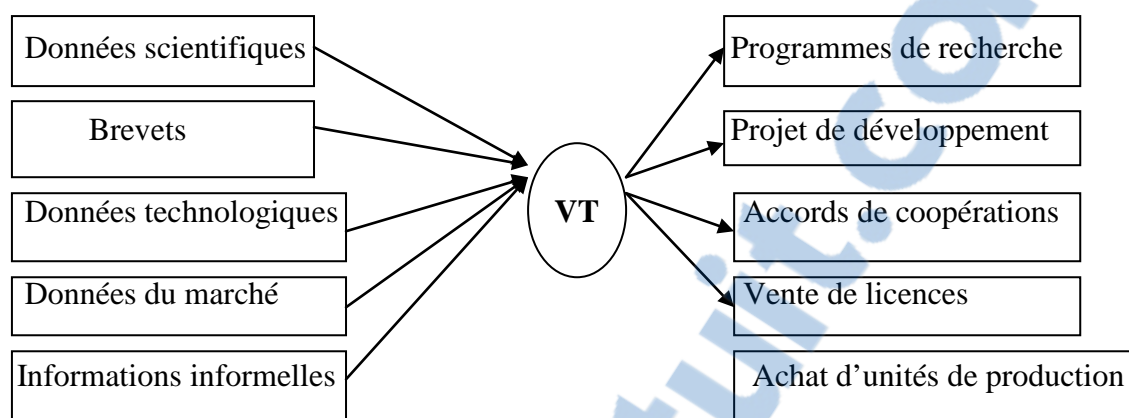 Données scientifiques
Brevets
Données technologiques
Données du marché
Informations informelles
VT
Programmes de recherche
Projet de développement
Accords de coopérations
Vente de licences
Achat d’unités de production